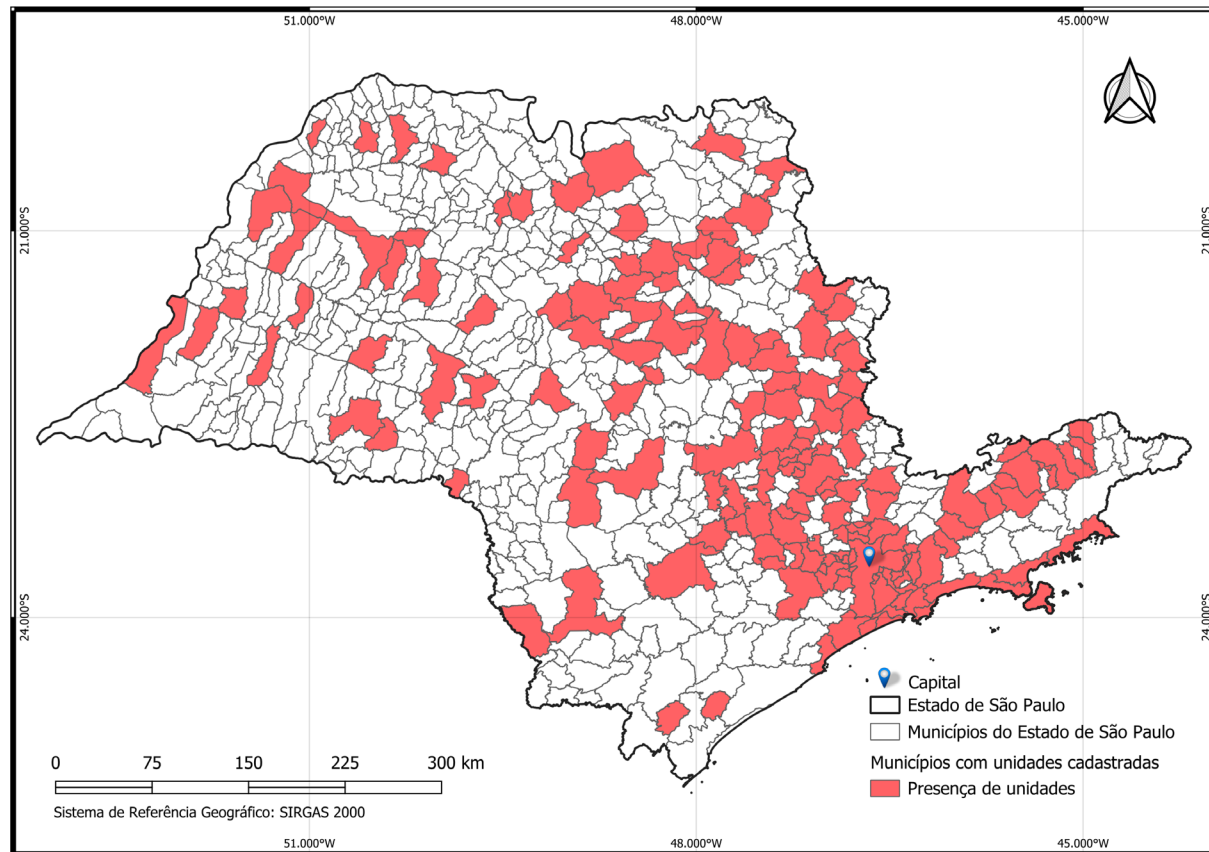 51.000°W 48.000°W 45.000°W
21.000°S 21.000°S
24.000°S 24.000°S
Capital
Estado de São Paulo
Municípios do Estado de São Paulo
Municípios com unidades cadastradas
Presença de unidades
0 75 150 225 300 km
Sistema de Referência Geográfico: SIRGAS 2000
51.000°W 48.000°W 45.000°W